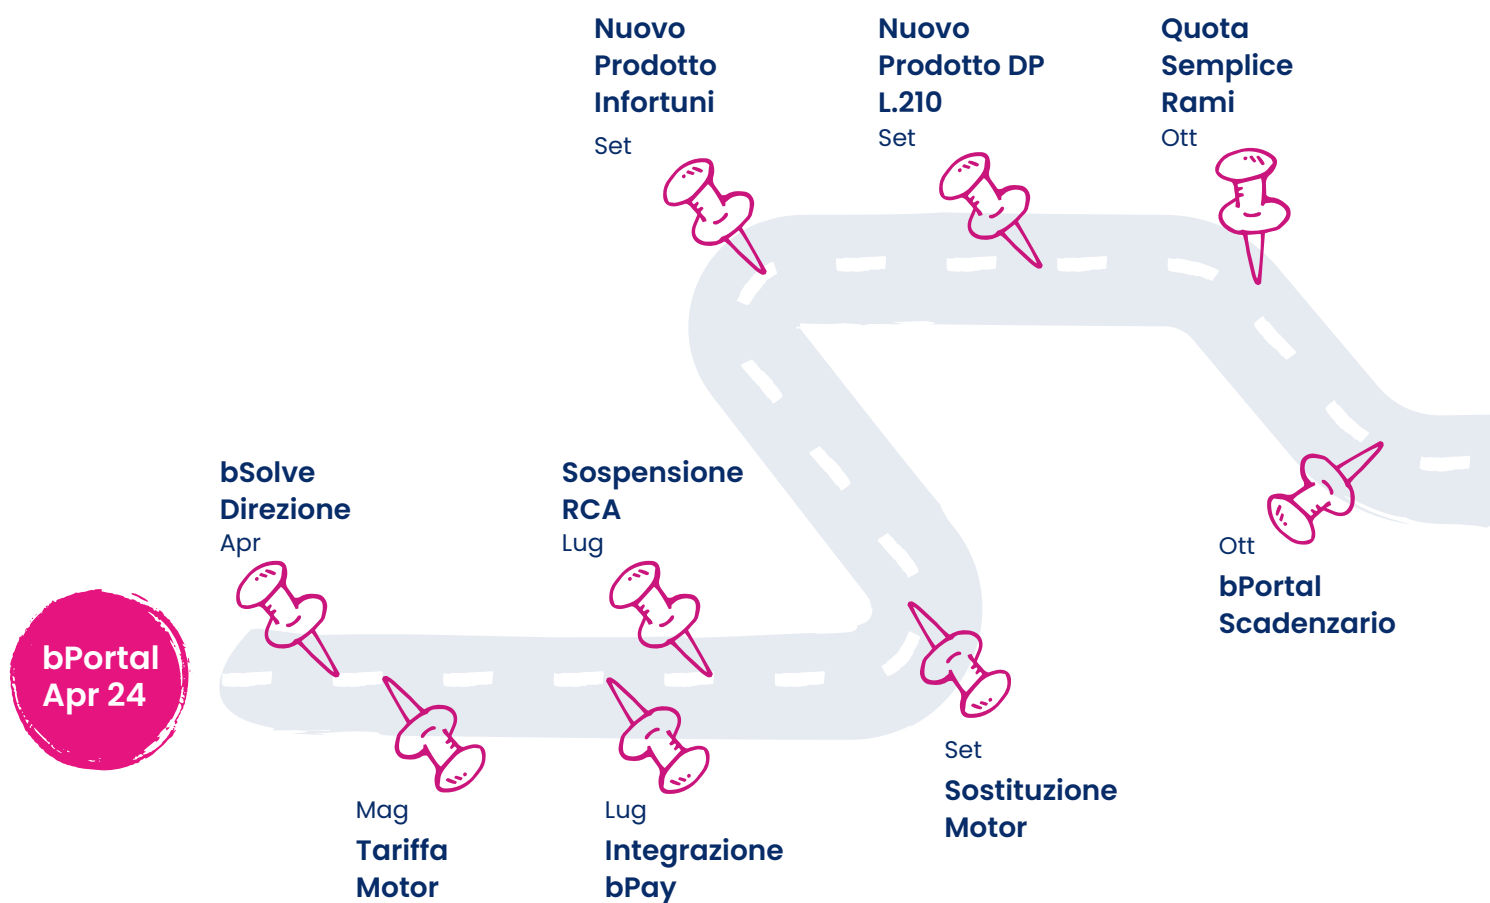 Nuovo
Prodotto
Infortuni
Set
Nuovo
Prodotto DP
L.210
Set
Quota
Semplice
Rami
Ott
bSolve
Direzione
Apr
Sospensione
RCA
Lug
Ott
bPortal
Scadenzario
bPortal
Apr 24
Set
Sostituzione
Motor
Mag
Tariffa
Motor
Lug
Integrazione
bPay